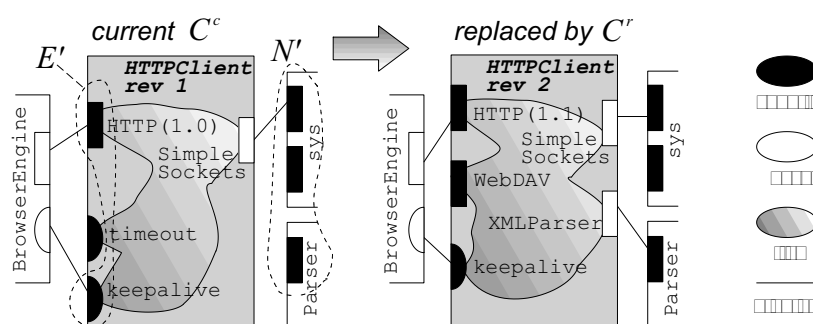 current C^c
replaced by C^r
E'
N'
HTTPClient
rev 1
HTTP(1.0)
Simple
Sockets
timeout
keepalive
BrowserEngine
sys
Parser
HTTPClient
rev 2
HTTP(1.1)
Simple
Sockets
WebDAV
XMLParser
keepalive
BrowserEngine
sys
Parser